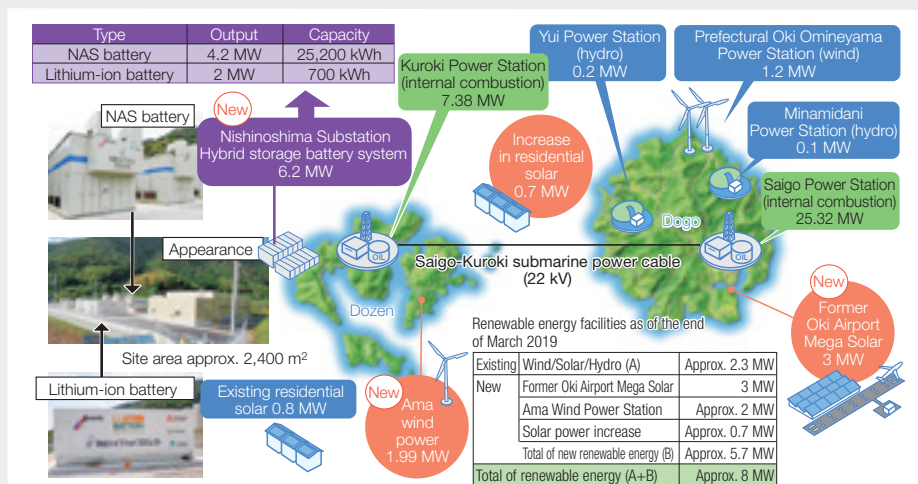 Type Output Capacity
NAS battery 4.2 MW 25,200 kWh
Lithium-ion battery 2 MW 700 kWh
NAS battery
New
Nishinoshima Substation
Hybrid storage battery system
6.2 MW
Kuroki Power Station
(internal combustion)
7.38 MW
Increase
in residential
solar
0.7 MW
Yui Power Station
(hydro)
0.2 MW
Prefectural Oki Omineyama
Power Station (wind)
1.2 MW
Minamidani
Power Station (hydro)
0.1 MW
Saigo Power Station
(internal combustion)
25.32 MW
Appearance
OIL
Dogo
OIL
Saigo-Kuroki submarine power cable
(22 kV)
Dozen
Site area approx. 2,400 m²
Lithium-ion battery
Existing residential
solar 0.8 MW
New
Ama
wind
power
1.99 MW
New
Former
Oki Airport
Mega Solar
3 MW
Renewable energy facilities as of the end
of March 2019
Existing Wind/Solar/Hydro (A) Approx. 2.3 MW
New Former Oki Airport Mega Solar 3 MW
Ama Wind Power Station Approx. 2 MW
Solar power increase Approx. 0.7 MW
Total of new renewable energy (B) Approx. 5.7 MW
Total of renewable energy (A+B) Approx. 8 MW